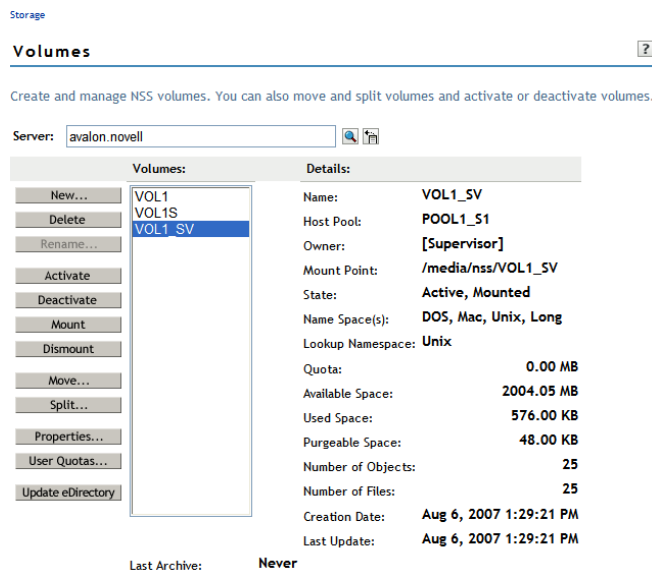 Storage
Volumes
?
Create and manage NSS volumes. You can also move and split volumes and activate or deactivate volumes.
Server: avalon.novell
Volumes: Details:
New... VOL1 Name: VOL1_SV
Delete VOL1S Host Pool: POOL1_S1
Rename... VOL1_SV Owner: [Supervisor]
Activate Mount Point: /media/nss/VOL1_SV
Deactivate State: Active, Mounted
Mount Name Space(s): DOS, Mac, Unix, Long
Dismount Lookup Namespace: Unix
Move... Quota: 0.00 MB
Split... Available Space: 2004.05 MB
Used Space: 576.00 KB
Properties... Purgeable Space: 48.00 KB
User Quotas... Number of Objects: 25
Update eDirectory Number of Files: 25
Creation Date: Aug 6, 2007 1:29:21 PM
Last Update: Aug 6, 2007 1:29:21 PM
Last Archive: Never